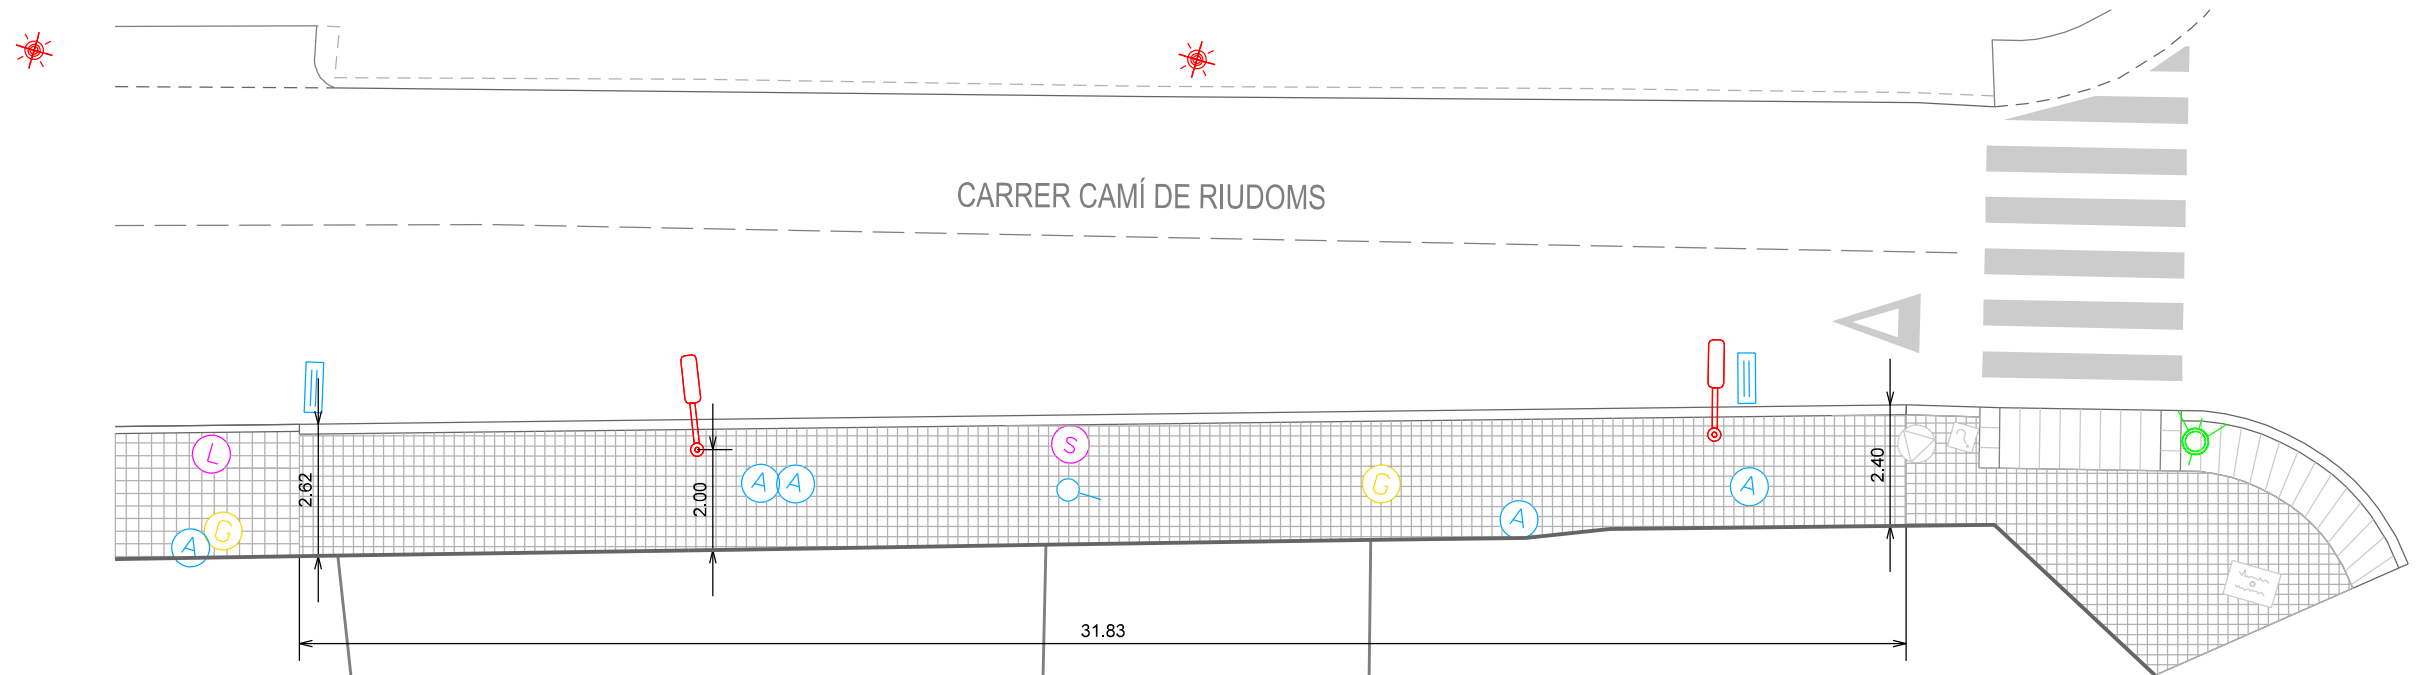 CARRER CAMÍ DE RIUDOMS
L
A
G
2.62
2.00
A
A
S
G
A
A
2.40
31.83